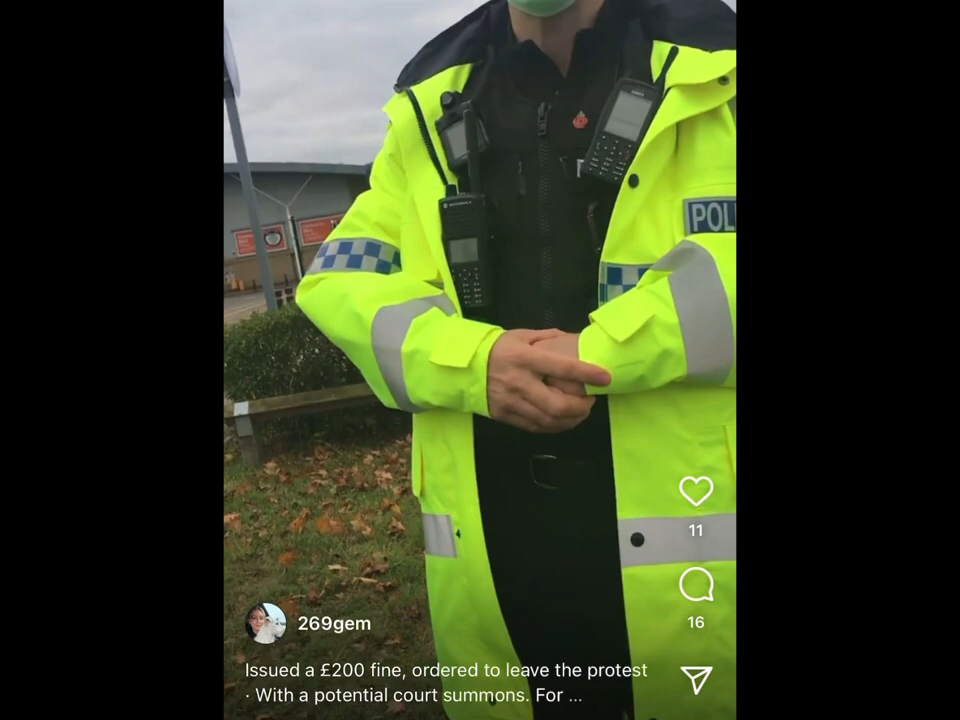 POL
11
16
269gem
Issued a £200 fine, ordered to leave the protest
· With a potential court summons. For ...